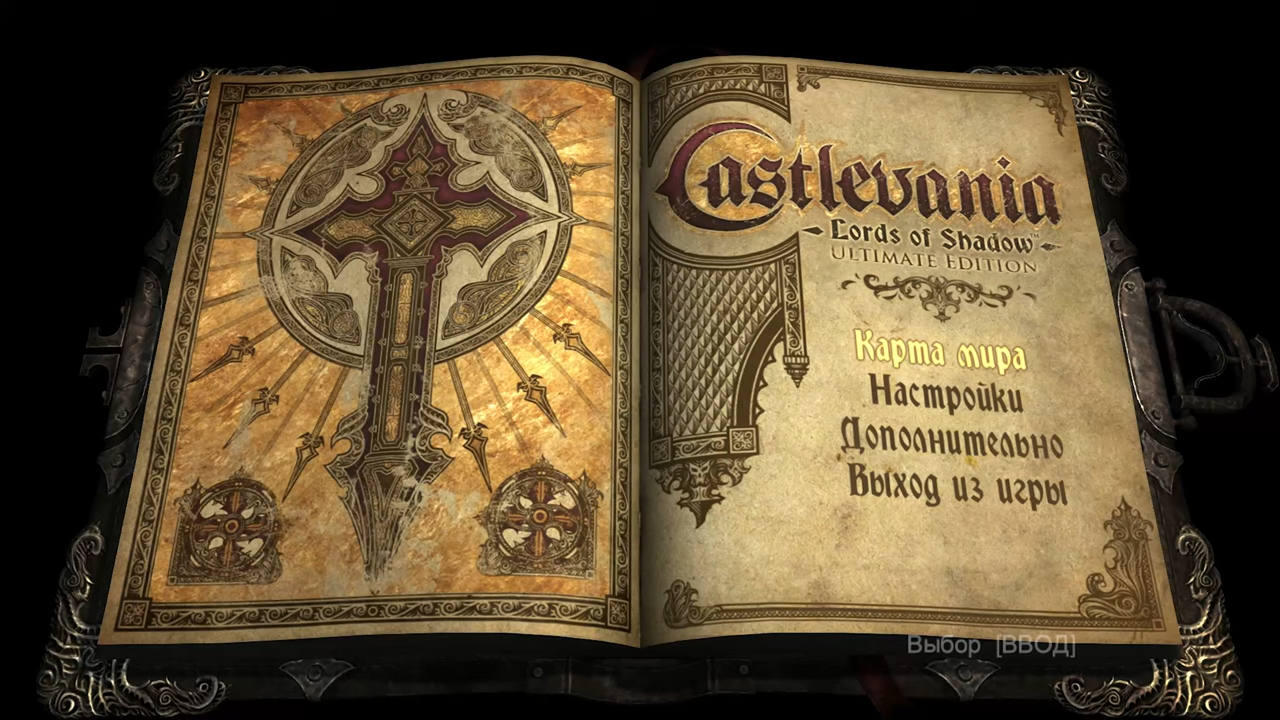 Castlevania
Lords of Shadow™
ULTIMATE EDITION
Карта мира
Настройки
Дополнительно
Выход из игры
Выбор [ВВОД]